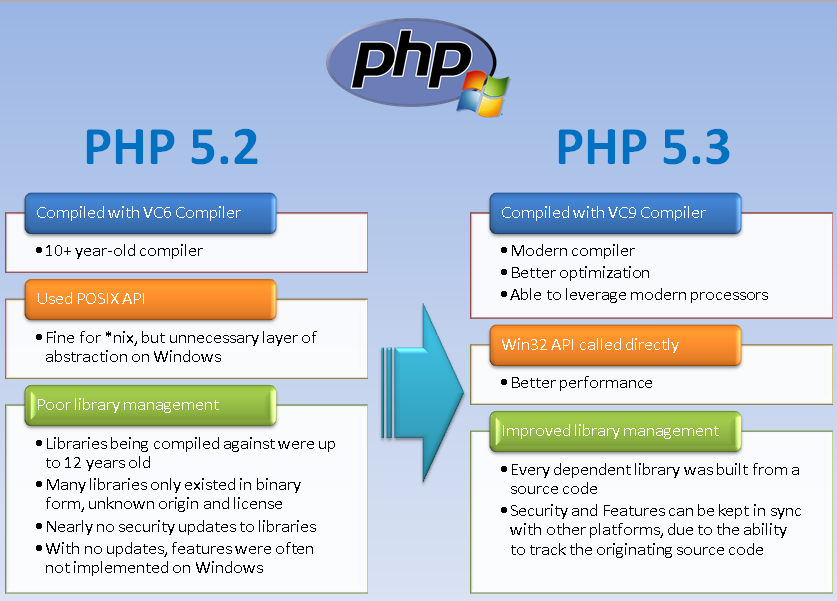 php
PHP 5.2
Compiled with VC6 Compiler
•10+ year-old compiler
Used POSIX API
•Fine for *nix, but unnecessary layer of
abstraction on Windows
Poor library management
•Libraries being compiled against were up
to 12 years old
•Many libraries only existed in binary
form, unknown origin and license
•Nearly no security updates to libraries
•With no updates, features were often
not implemented on Windows
PHP 5.3
Compiled with VC9 Compiler
•Modern compiler
•Better optimization
•Able to leverage modern processors
Win32 API called directly
•Better performance
Improved library management
•Every dependent library was built from a
source code
•Security and Features can be kept in sync
with other platforms, due to the ability
to track the originating source code